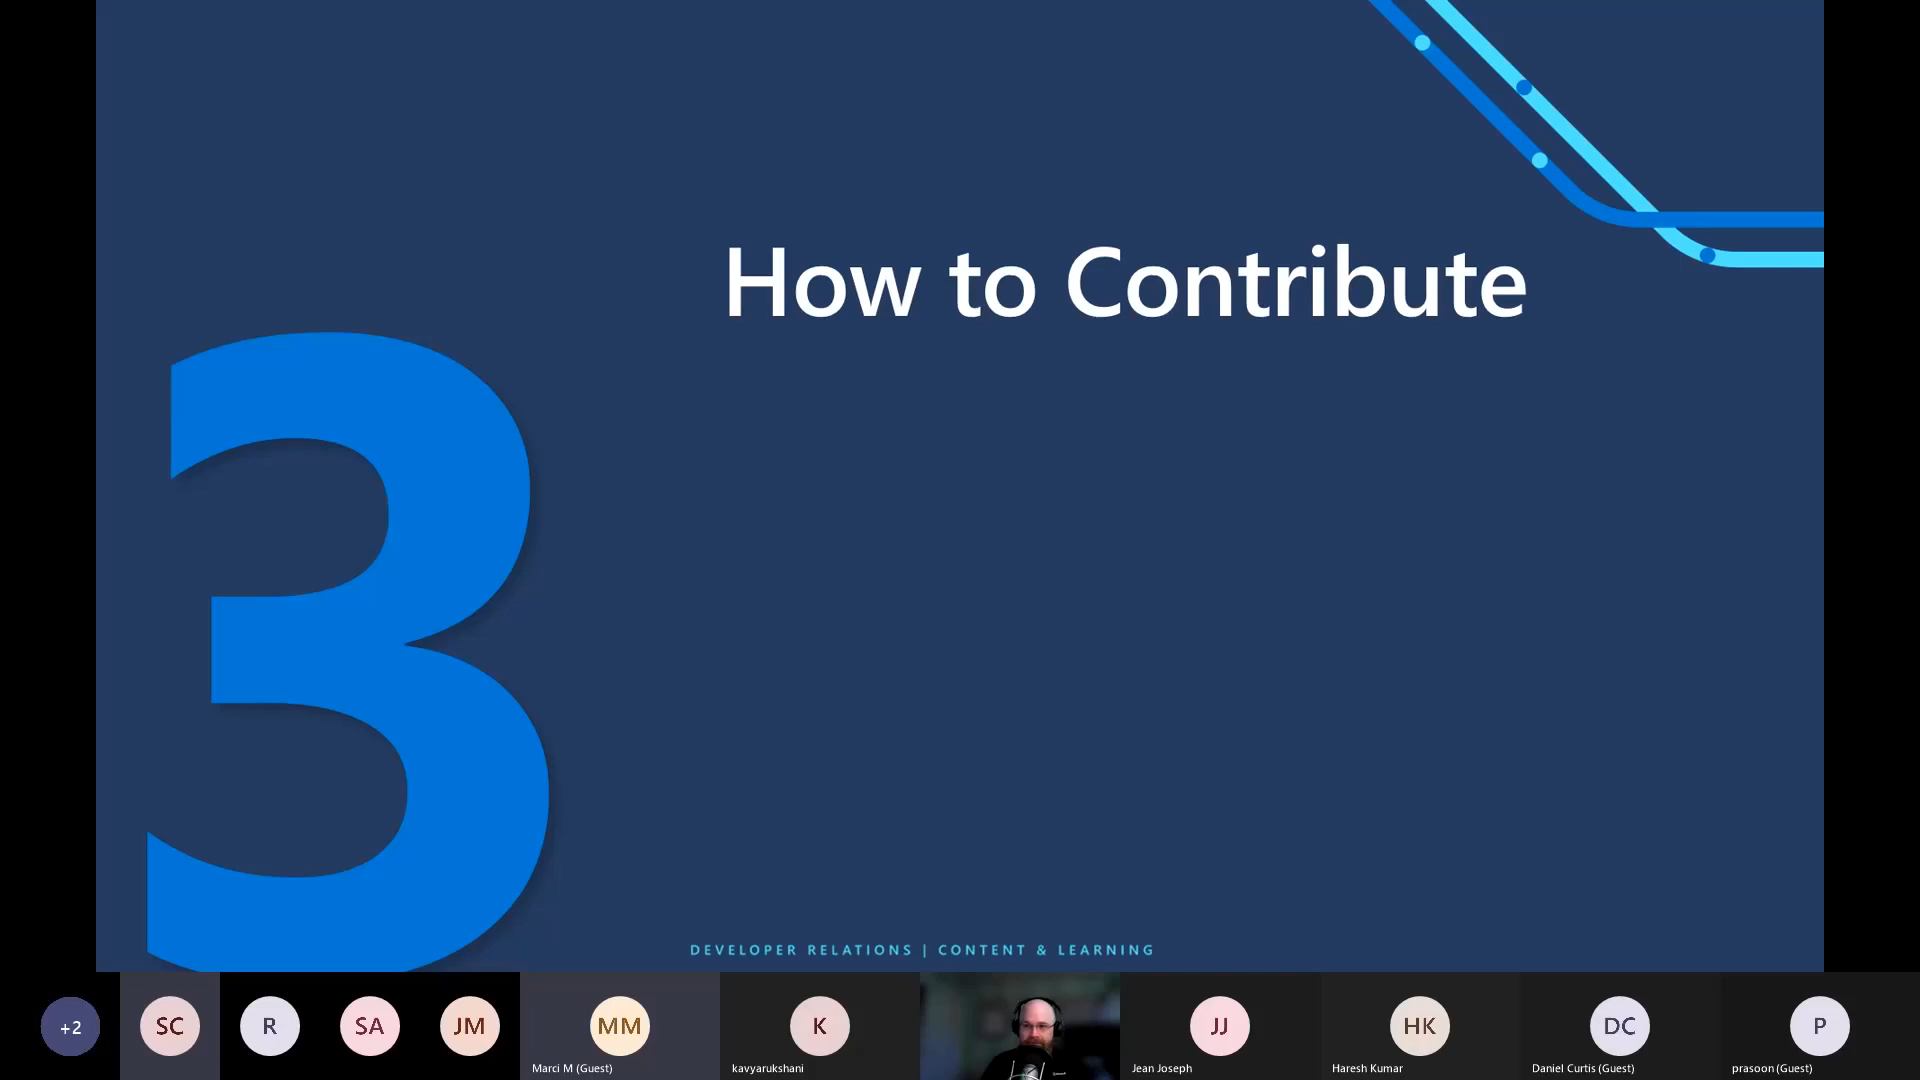 How to Contribute
3
DEVELOPER RELATIONS | CONTENT & LEARNING
+2
SC
R
SA
JM
MM
K
JJ
HK
DC
P
Marci M (Guest)
kavyarukshani
Jean Joseph
Haresh Kumar
Daniel Curtis (Guest)
prasoon (Guest)